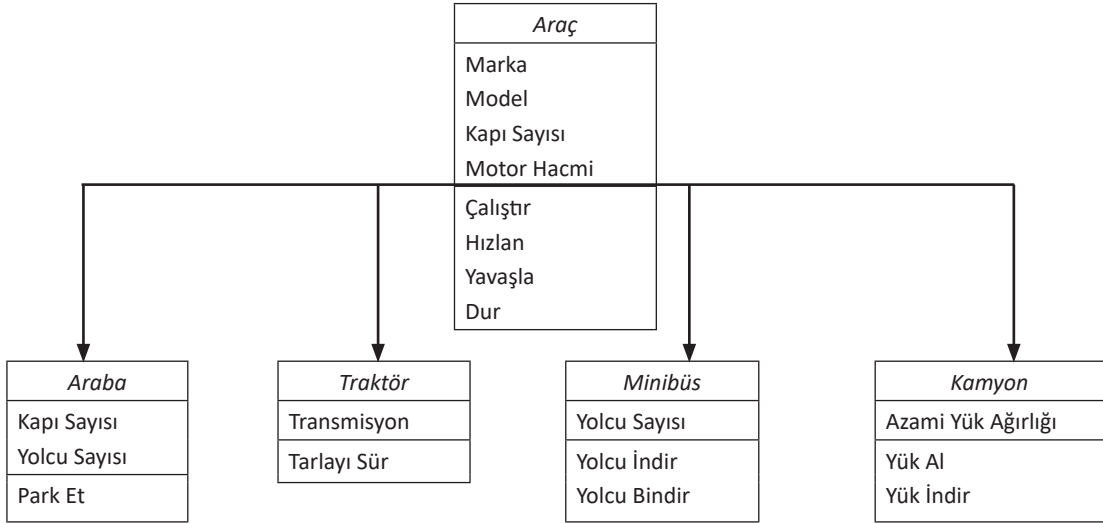 Araç
Marka
Model
Kapı Sayısı
Motor Hacmi
Çalıştır
Hızlan
Yavaşla
Dur
Araba
Kapı Sayısı
Yolcu Sayısı
Park Et
Traktör
Transmisyon
Tarlayı Sür
Minibüs
Yolcu Sayısı
Yolcu İndir
Yolcu Bindir
Kamyon
Azami Yük Ağırlığı
Yük Al
Yük İndir